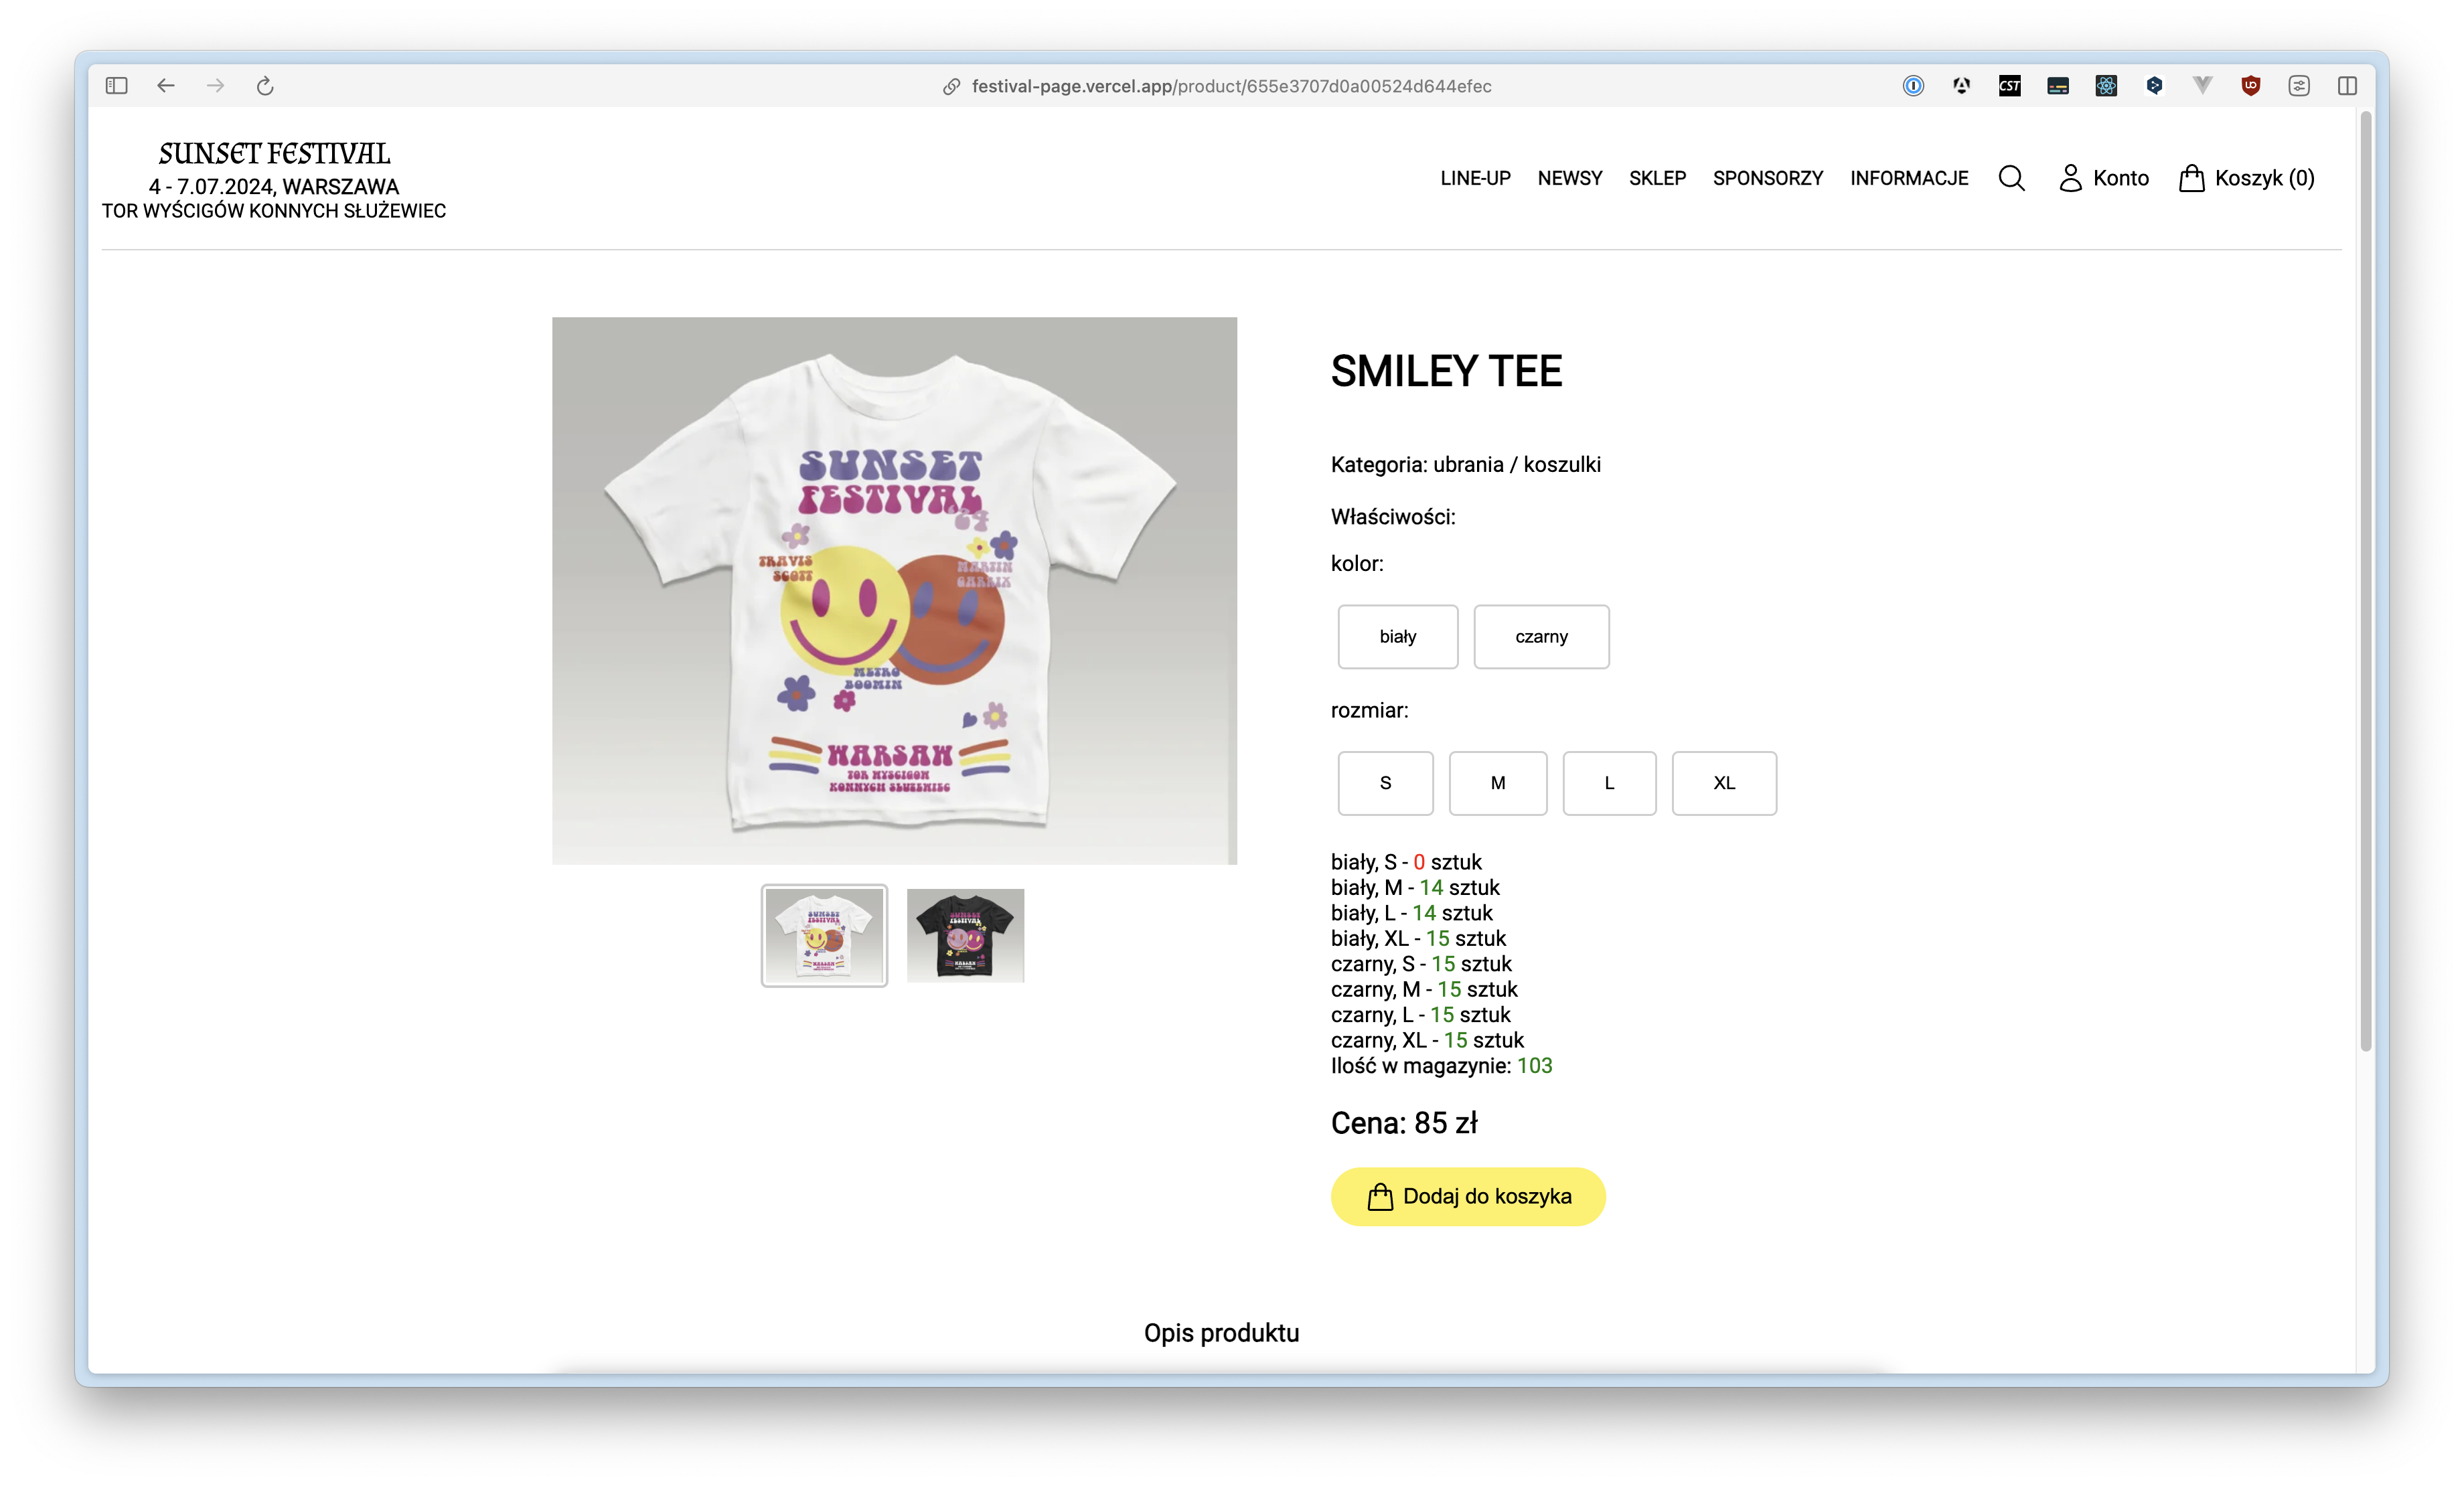 festival-page.vercel.app/product/655e3707d0a00524d644efec
CST
SUNSET FESTIVAL
4 - 7.07.2024, WARSZAWA
TOR WYŚCIGÓW KONNYCH SŁUŻEWIEC
LINE-UP NEWSY SKLEP SPONSORZY INFORMACJE Konto Koszyk (0)
SUNSET
FESTIVAL
'24
TRAVIS
SCOTT
MARTIN
GARRIX
METRO
BOOMIN
WARSAW
TOR WYSCIGOW
KONNYCH SŁUZEWIEC
SMILEY TEE
Kategoria: ubrania / koszulki
Właściwości:
kolor:
biały czarny
rozmiar:
S M L XL
biały, S - 0 sztuk
biały, M - 14 sztuk
biały, L - 14 sztuk
biały, XL - 15 sztuk
czarny, S - 15 sztuk
czarny, M - 15 sztuk
czarny, L - 15 sztuk
czarny, XL - 15 sztuk
Ilość w magazynie: 103
Cena: 85 zł
Dodaj do koszyka
Opis produktu